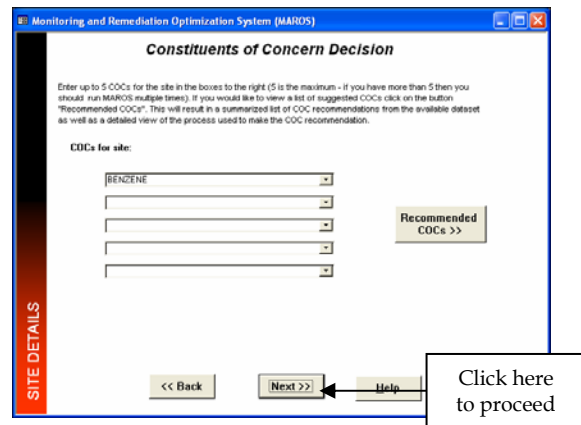 Monitoring and Remediation Optimization System (MAROS)
Constituents of Concern Decision
Enter up to 5 COCs for the site in the boxes to the right (5 is the maximum - if you have more than 5 then you
should run MAROS multiple times). If you would like to view a list of suggested COCs click on the button
"Recommended COCs". This will result in a summarized list of COC recommendations from the available dataset
as well as a detailed view of the process used to make the COC recommendation.
COCs for site:
BENZENE
Recommended
COCs >>
SITE DETAILS
<< Back
Next >>
Help
Click here
to proceed